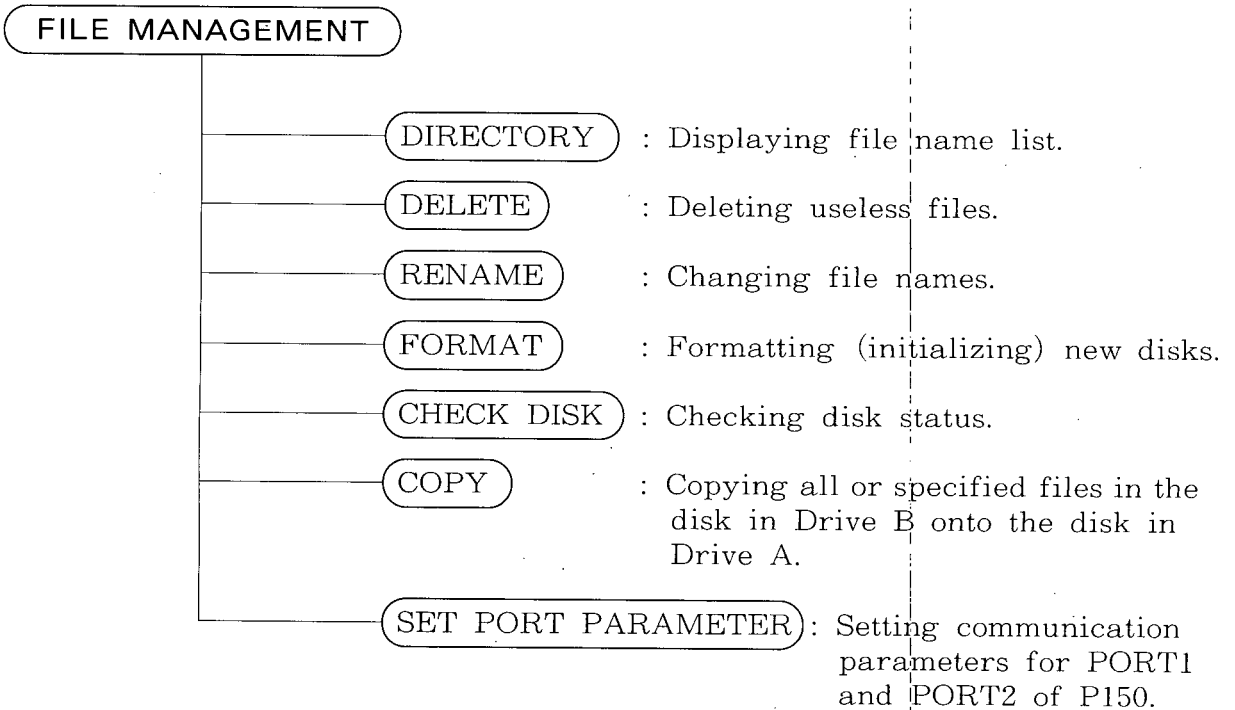 FILE MANAGEMENT
DIRECTORY : Displaying file name list.
DELETE : Deleting useless files.
RENAME : Changing file names.
FORMAT : Formatting (initializing) new disks.
CHECK DISK : Checking disk status.
COPY : Copying all or specified files in the
disk in Drive B onto the disk in
Drive A.
SET PORT PARAMETER : Setting communication
parameters for PORT1
and PORT2 of P150.